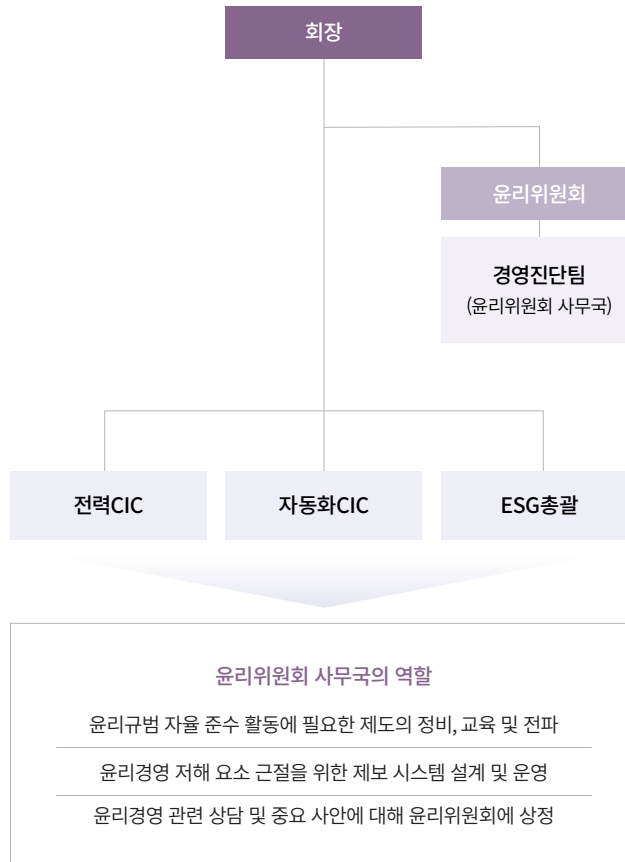 회장
윤리위원회
경영진단팀
(윤리위원회 사무국)
전력CIC
자동화CIC
ESG총괄
윤리위원회 사무국의 역할
윤리규범 자율 준수 활동에 필요한 제도의 정비, 교육 및 전파
윤리경영 저해 요소 근절을 위한 제보 시스템 설계 및 운영
윤리경영 관련 상담 및 중요 사안에 대해 윤리위원회에 상정